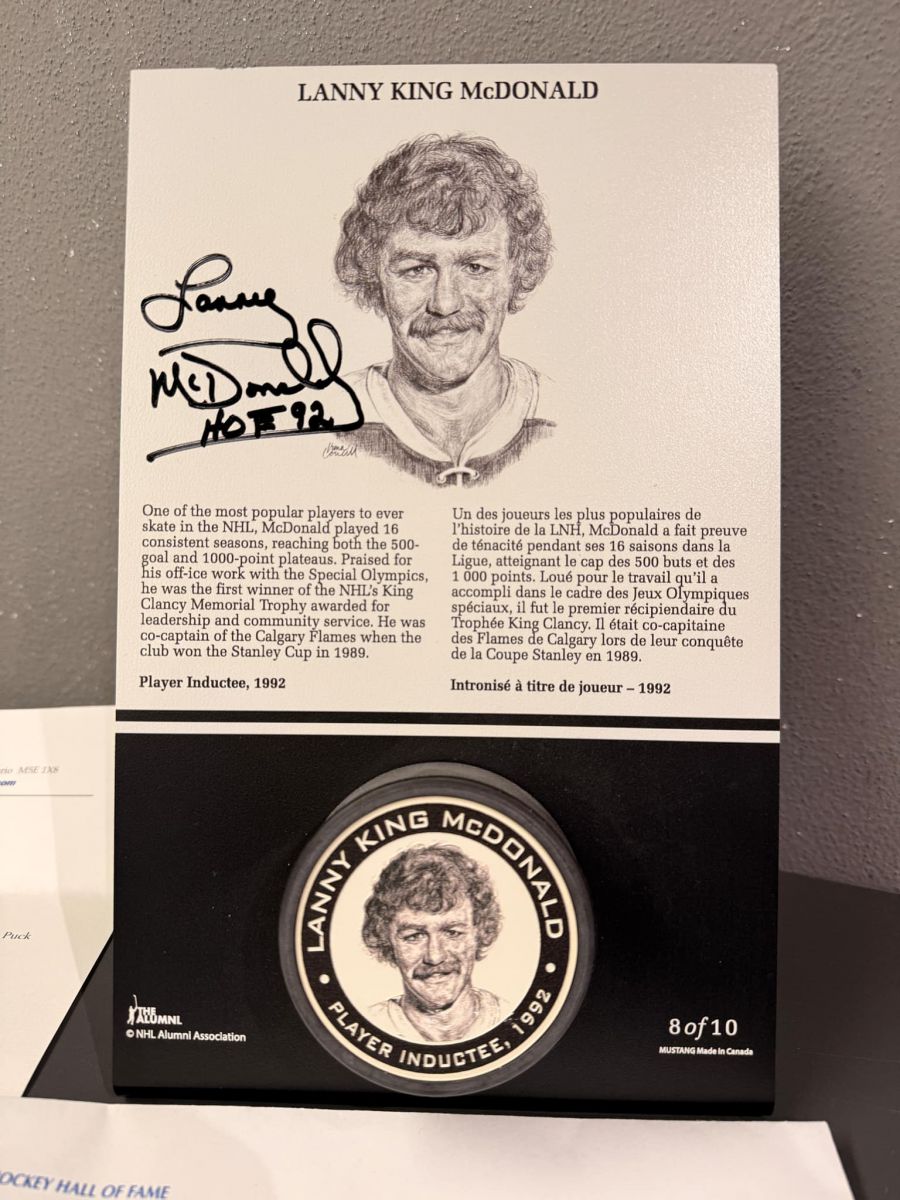 LANNY KING McDONALD
Lanny
McDonald
HOF 92
One of the most popular players to ever
skate in the NHL, McDonald played 16
consistent seasons, reaching both the 500-
goal and 1000-point plateaus. Praised for
his off-ice work with the Special Olympics,
he was the first winner of the NHL's King
Clancy Memorial Trophy awarded for
leadership and community service. He was
co-captain of the Calgary Flames when the
club won the Stanley Cup in 1989.
Player Inductee, 1992
Un des joueurs les plus populaires de
l'histoire de la LNH, McDonald a fait preuve
de ténacité pendant ses 16 saisons dans la
Ligue, atteignant le cap des 500 buts et des
1 000 points. Loué pour le travail qu'il a
accompli dans le cadre des Jeux Olympiques
spéciaux, il fut le premier récipiendaire du
Trophée King Clancy. Il était co-capitaine
des Flames de Calgary lors de leur conquête
de la Coupe Stanley en 1989.
Intronisé à titre de joueur – 1992
LANNY KING McDONALD
• PLAYER INDUCTEE, 1992 •
THE
ALUMNI
© NHL Alumni Association
8 of 10
MUSTANG Made in Canada
M5E 1X8
Puck
HALL OF FAME